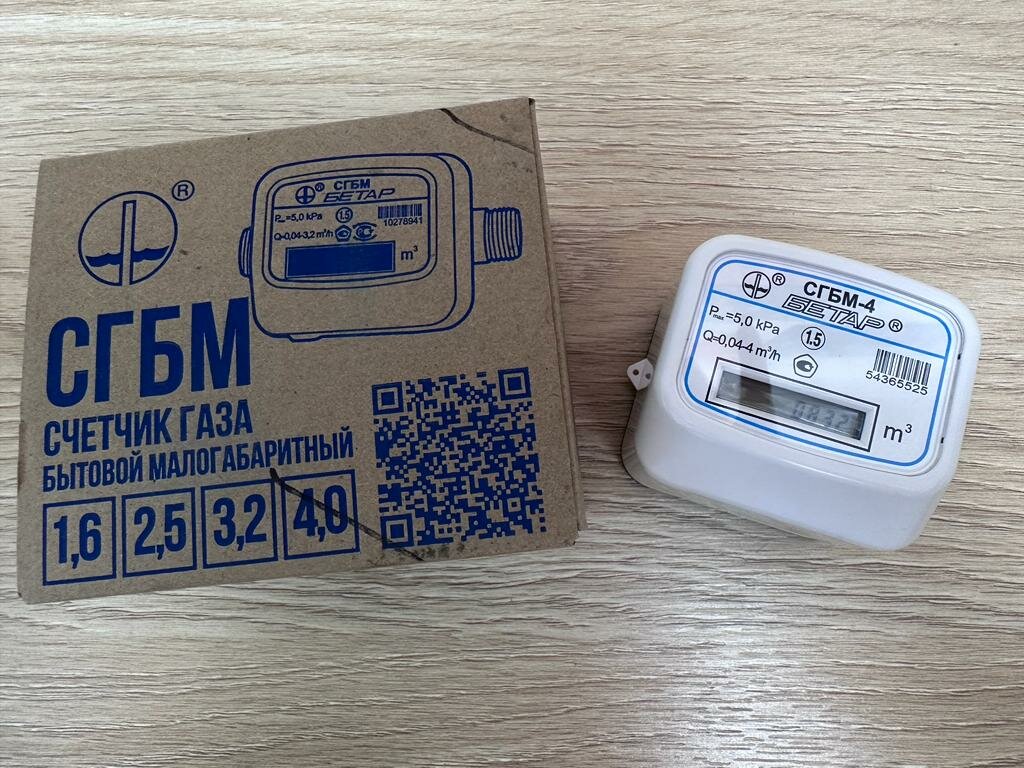 ®
СГБМ
® БЕТАР
Pmax=5,0 kPa
1.5
10278941
Q=0,04-3,2 m³/h
m³
СГБМ
СЧЕТЧИК ГАЗА
БЫТОВОЙ МАЛОГАБАРИТНЫЙ
1,6 2,5 3,2 4,0
® СГБМ-4
БЕТАР ®
Pmax=5,0 kPa
1.5
Q=0,04-4 m³/h
54365525
m³